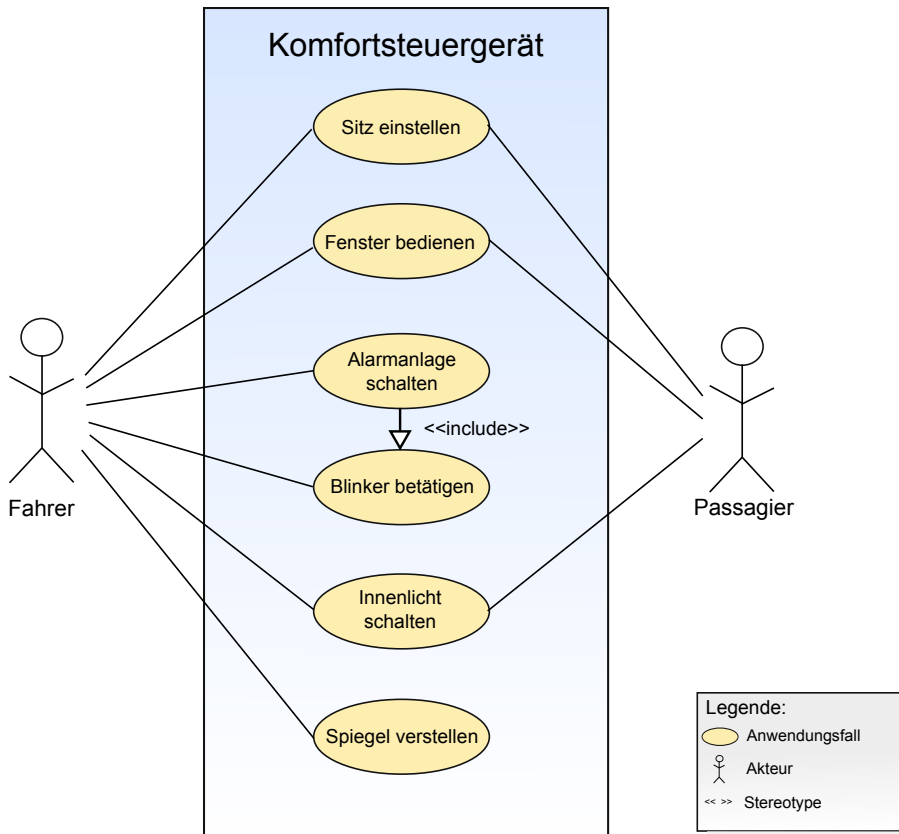 Komfortsteuergerät
Sitz einstellen
Fenster bedienen
Alarmanlage
schalten
<<include>>
Blinker betätigen
Fahrer
Passagier
Innenlicht
schalten
Spiegel verstellen
Legende:
Anwendungsfall
Akteur
<< >> Stereotype